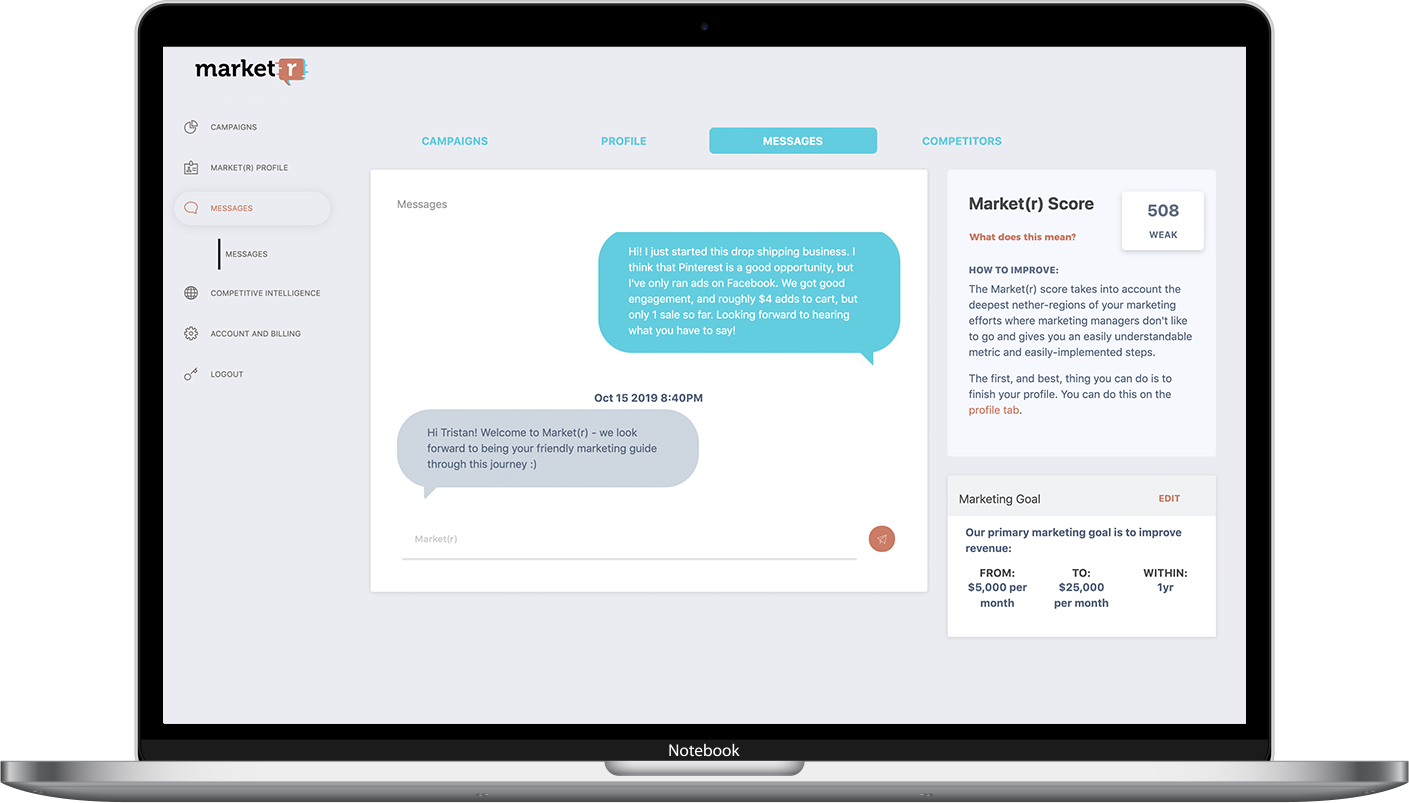 market r
CAMPAIGNS
MARKET(R) PROFILE
MESSAGES
MESSAGES
COMPETITIVE INTELLIGENCE
ACCOUNT AND BILLING
LOGOUT
CAMPAIGNS
PROFILE
MESSAGES
COMPETITORS
Messages
Hi! I just started this drop shipping business. I
think that Pinterest is a good opportunity, but
I've only ran ads on Facebook. We got good
engagement, and roughly $4 adds to cart, but
only 1 sale so far. Looking forward to hearing
what you have to say!
Oct 15 2019 8:40PM
Hi Tristan! Welcome to Market(r) - we look
forward to being your friendly marketing guide
through this journey :)
Market(r)
Market(r) Score
508
WEAK
What does this mean?
HOW TO IMPROVE:
The Market(r) score takes into account the
deepest nether-regions of your marketing
efforts where marketing managers don't like
to go and gives you an easily understandable
metric and easily-implemented steps.
The first, and best, thing you can do is to
finish your profile. You can do this on the
profile tab.
Marketing Goal
EDIT
Our primary marketing goal is to improve
revenue:
FROM:
$5,000 per
month
TO:
$25,000
per month
WITHIN:
1yr
Notebook